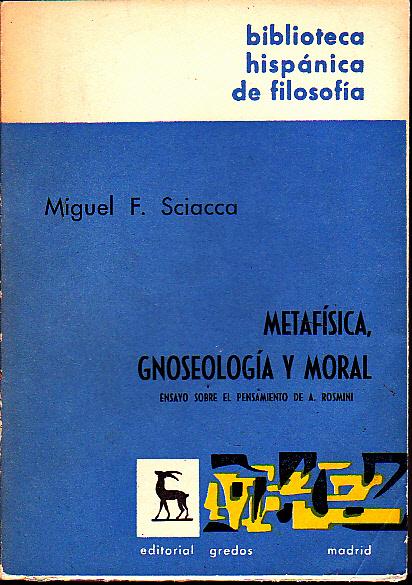 biblioteca
hispánica
de filosofía
Miguel F. Sciacca
METAFÍSICA,
GNOSEOLOGÍA Y MORAL
ENSAYO SOBRE EL PENSAMIENTO DE A. ROSMINI
editorial gredos madrid